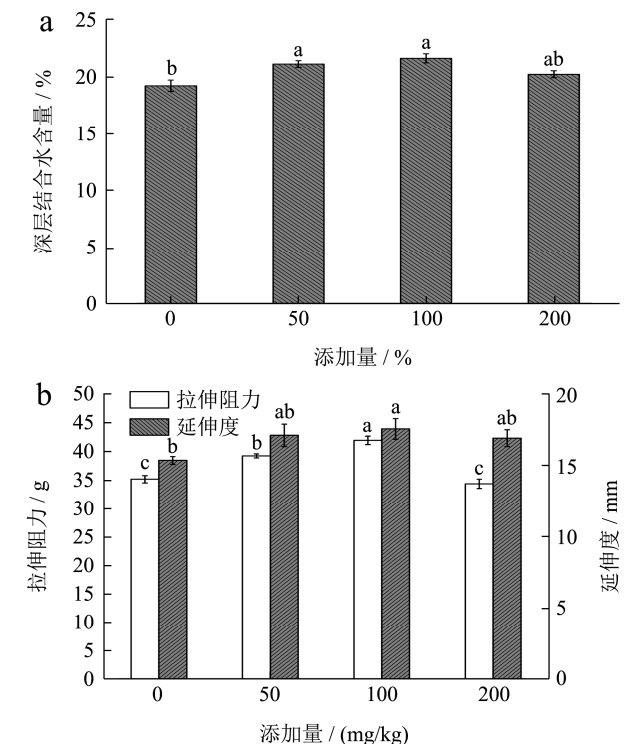 a
25
20
15
10
5
0
深层结合水含量 / %
b
a
a
ab
0 50 100 200
添加量 / %
b
50
45
40
35
30
25
20
15
10
5
0
拉伸阻力 / g
拉伸阻力
延伸度
c b
b ab
a a
c ab
20
15
10
5
0
延伸度 / mm
0 50 100 200
添加量 / (mg/kg)